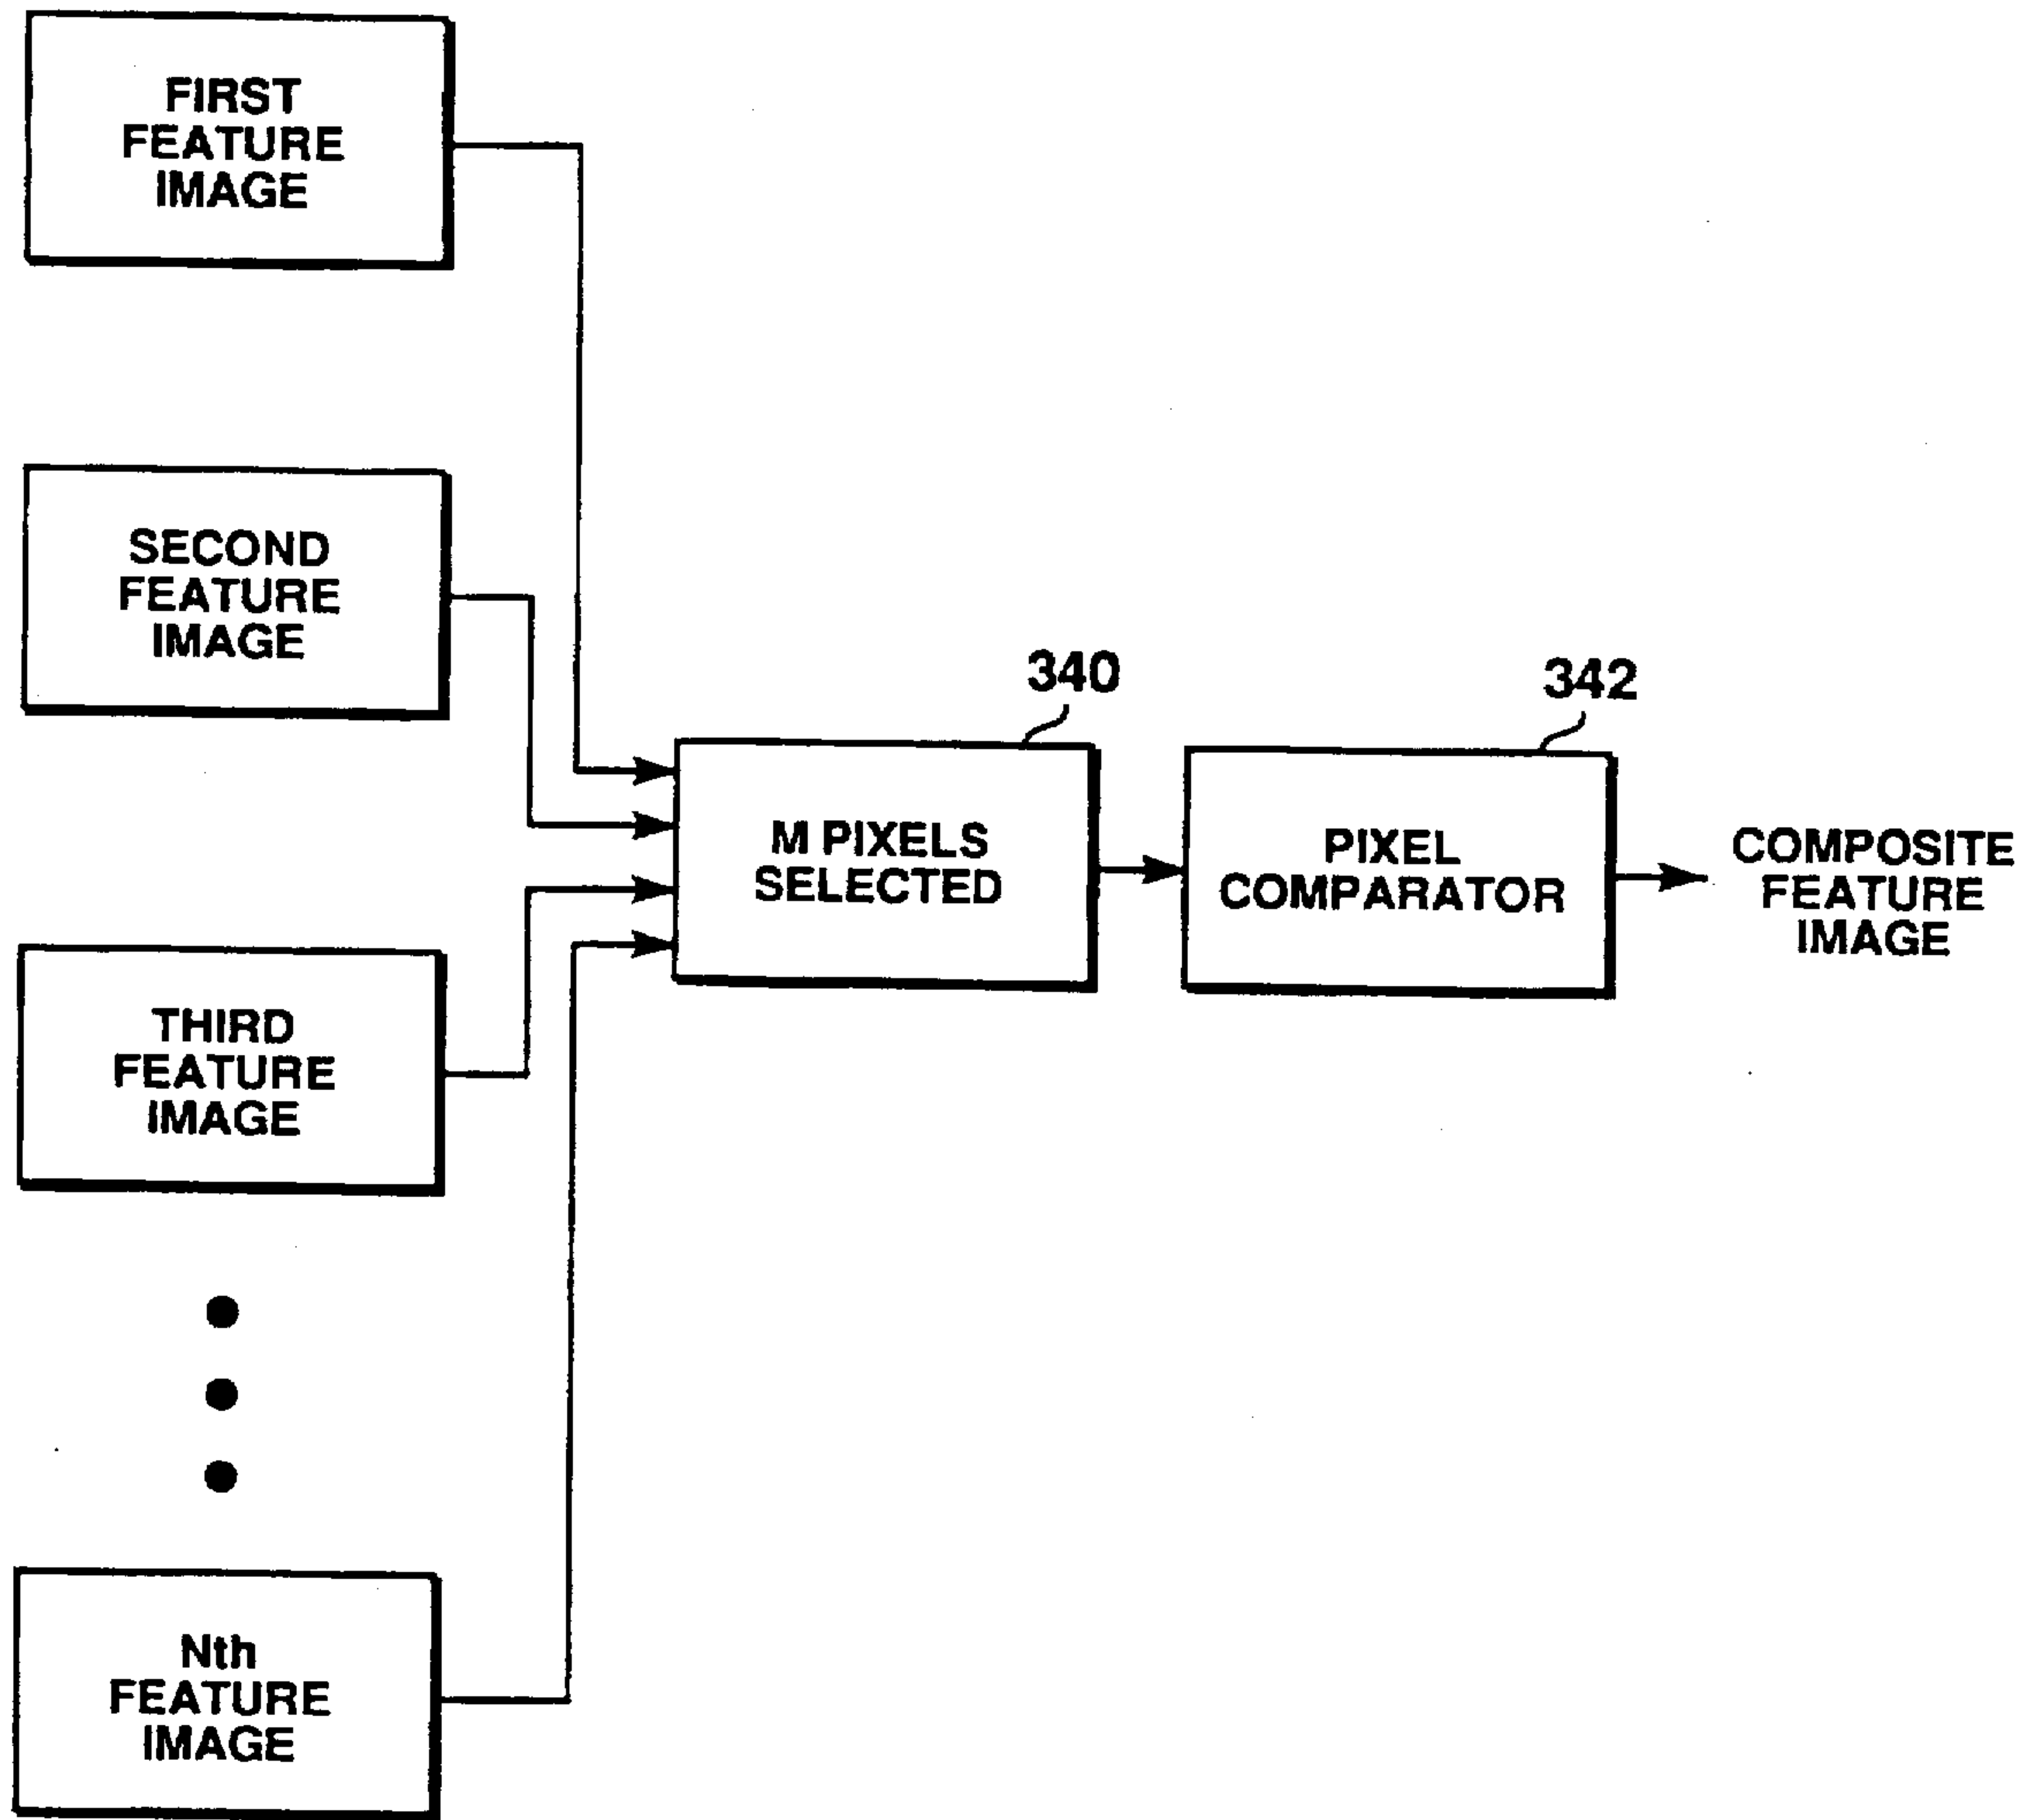 FIRST
FEATURE
IMAGE
SECOND
FEATURE
IMAGE
THIRD
FEATURE
IMAGE
Nth
FEATURE
IMAGE
340
M PIXELS
SELECTED
342
PIXEL
COMPARATOR
COMPOSITE
FEATURE
IMAGE